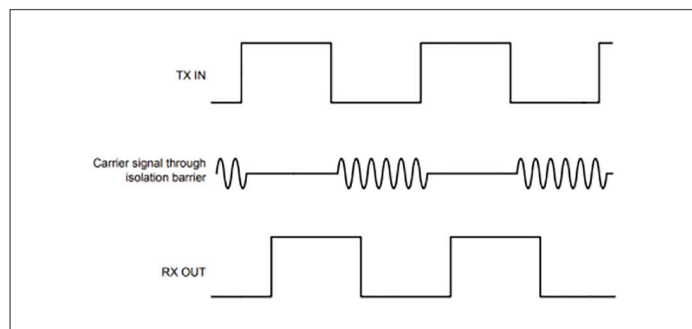 TX IN
Carrier signal through
isolation barrier
RX OUT